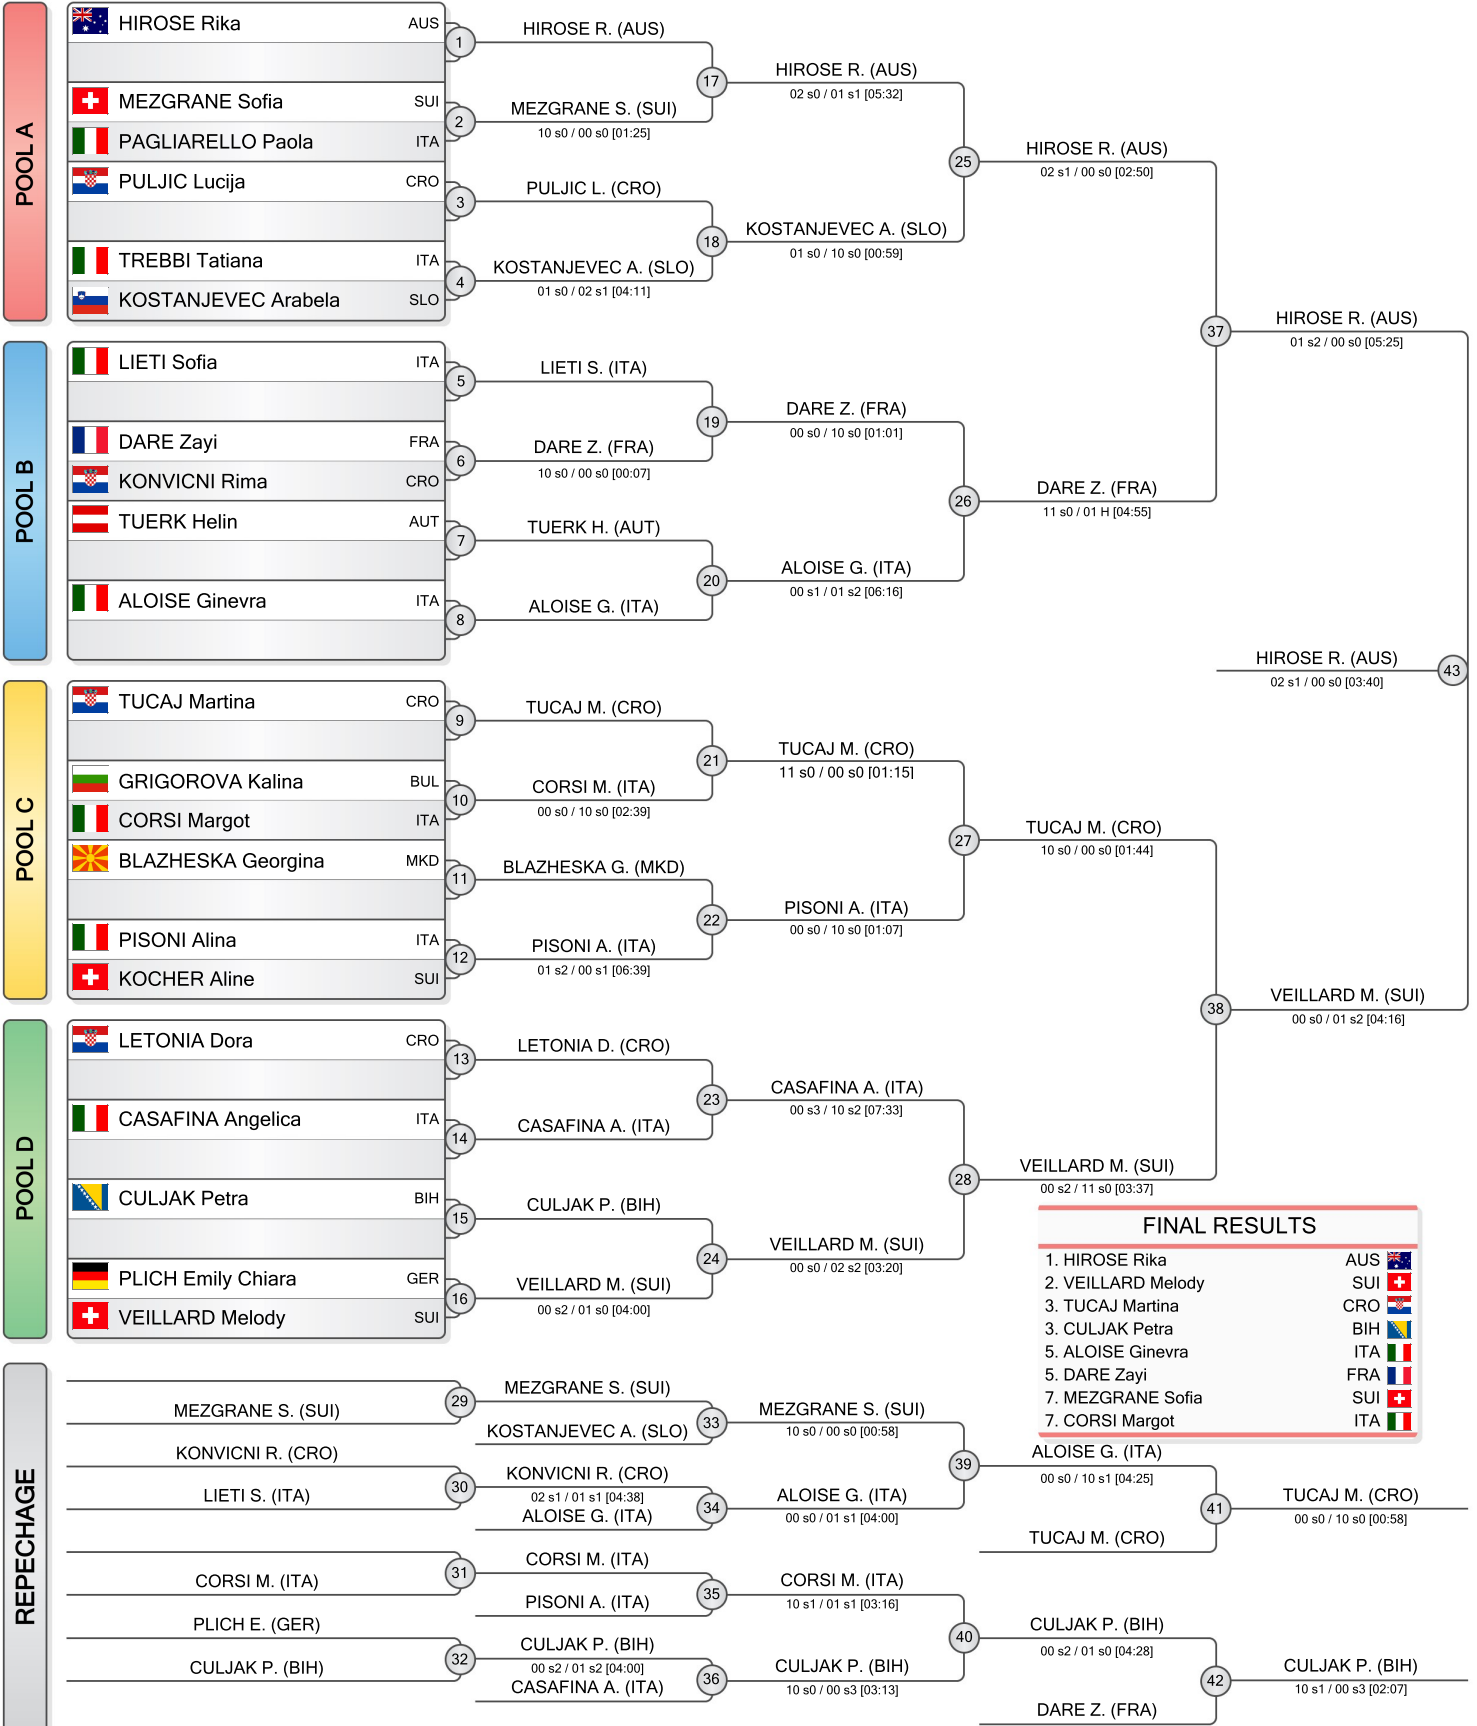 POOL A
HIROSE Rika AUS
MEZGRANE Sofia SUI
PAGLIARELLO Paola ITA
PULJIC Lucija CRO
TREBBI Tatiana ITA
KOSTANJEVEC Arabela SLO
1
2
3
4
HIROSE R. (AUS)
MEZGRANE S. (SUI)
10 s0 / 00 s0 [01:25]
PULJIC L. (CRO)
KOSTANJEVEC A. (SLO)
01 s0 / 02 s1 [04:11]
17
18
HIROSE R. (AUS)
02 s0 / 01 s1 [05:32]
KOSTANJEVEC A. (SLO)
01 s0 / 10 s0 [00:59]
25
HIROSE R. (AUS)
02 s1 / 00 s0 [02:50]
POOL B
LIETI Sofia ITA
DARE Zayi FRA
KONVICNI Rima CRO
TUERK Helin AUT
ALOISE Ginevra ITA
5
6
7
8
LIETI S. (ITA)
DARE Z. (FRA)
10 s0 / 00 s0 [00:07]
TUERK H. (AUT)
ALOISE G. (ITA)
19
20
DARE Z. (FRA)
00 s0 / 10 s0 [01:01]
ALOISE G. (ITA)
00 s1 / 01 s2 [06:16]
26
DARE Z. (FRA)
11 s0 / 01 H [04:55]
37
HIROSE R. (AUS)
01 s2 / 00 s0 [05:25]
HIROSE R. (AUS)
02 s1 / 00 s0 [03:40]
43
POOL C
TUCAJ Martina CRO
GRIGOROVA Kalina BUL
CORSI Margot ITA
BLAZHESKA Georgina MKD
PISONI Alina ITA
KOCHER Aline SUI
9
10
11
12
TUCAJ M. (CRO)
CORSI M. (ITA)
00 s0 / 10 s0 [02:39]
BLAZHESKA G. (MKD)
PISONI A. (ITA)
01 s2 / 00 s1 [06:39]
21
22
TUCAJ M. (CRO)
11 s0 / 00 s0 [01:15]
PISONI A. (ITA)
00 s0 / 10 s0 [01:07]
27
TUCAJ M. (CRO)
10 s0 / 00 s0 [01:44]
POOL D
LETONIA Dora CRO
CASAFINA Angelica ITA
CULJAK Petra BIH
PLICH Emily Chiara GER
VEILLARD Melody SUI
13
14
15
16
LETONIA D. (CRO)
CASAFINA A. (ITA)
CULJAK P. (BIH)
VEILLARD M. (SUI)
00 s2 / 01 s0 [04:00]
23
24
CASAFINA A. (ITA)
00 s3 / 10 s2 [07:33]
VEILLARD M. (SUI)
00 s0 / 02 s2 [03:20]
28
VEILLARD M. (SUI)
00 s2 / 11 s0 [03:37]
38
VEILLARD M. (SUI)
00 s0 / 01 s2 [04:16]
FINAL RESULTS
1. HIROSE Rika AUS
2. VEILLARD Melody SUI
3. TUCAJ Martina CRO
3. CULJAK Petra BIH
5. ALOISE Ginevra ITA
5. DARE Zayi FRA
7. MEZGRANE Sofia SUI
7. CORSI Margot ITA
REPECHAGE
MEZGRANE S. (SUI)
KONVICNI R. (CRO)
LIETI S. (ITA)
CORSI M. (ITA)
PLICH E. (GER)
CULJAK P. (BIH)
29
30
31
32
MEZGRANE S. (SUI)
KOSTANJEVEC A. (SLO)
KONVICNI R. (CRO)
02 s1 / 01 s1 [04:38]
ALOISE G. (ITA)
CORSI M. (ITA)
PISONI A. (ITA)
CULJAK P. (BIH)
00 s2 / 01 s2 [04:00]
CASAFINA A. (ITA)
33
34
35
36
MEZGRANE S. (SUI)
10 s0 / 00 s0 [00:58]
ALOISE G. (ITA)
00 s0 / 01 s1 [04:00]
CORSI M. (ITA)
10 s1 / 01 s1 [03:16]
CULJAK P. (BIH)
10 s0 / 00 s3 [03:13]
39
40
ALOISE G. (ITA)
00 s0 / 10 s1 [04:25]
TUCAJ M. (CRO)
CULJAK P. (BIH)
00 s2 / 01 s0 [04:28]
DARE Z. (FRA)
41
42
TUCAJ M. (CRO)
00 s0 / 10 s0 [00:58]
CULJAK P. (BIH)
10 s1 / 00 s3 [02:07]